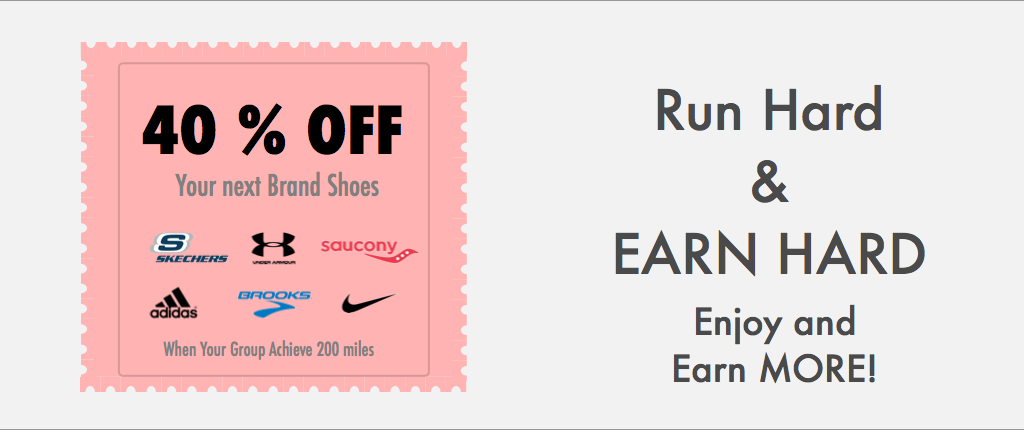 40 % OFF
Your next Brand Shoes
SKECHERS
UNDER ARMOUR
saucony
adidas
BROOKS
When Your Group Achieve 200 miles
Run Hard
&
EARN HARD
Enjoy and
Earn MORE!